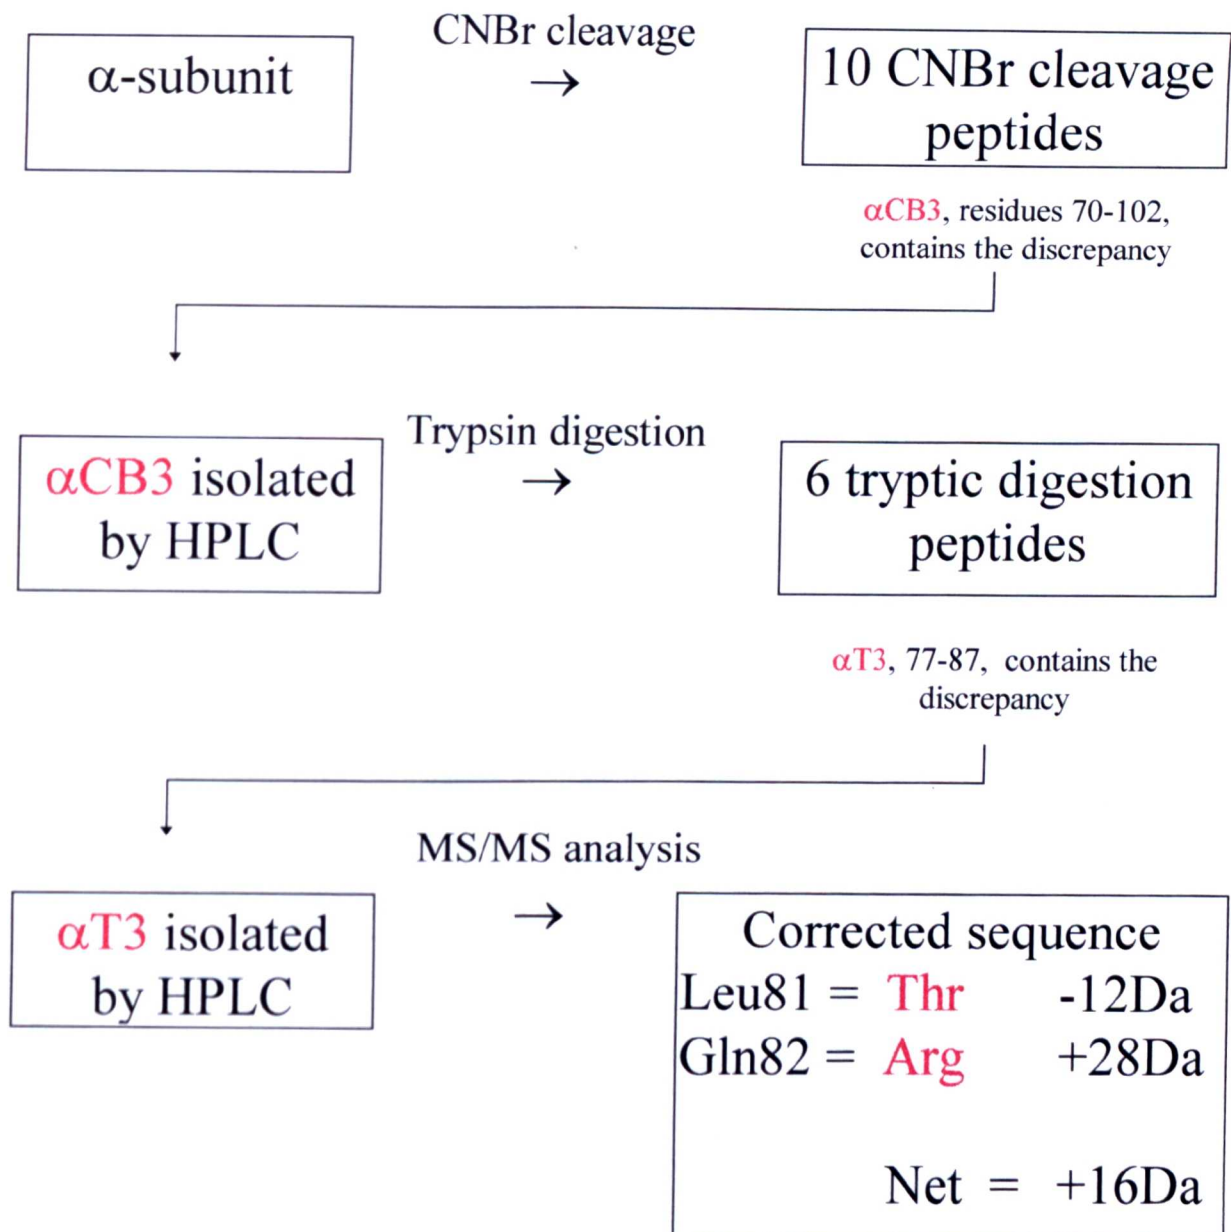 α-subunit
CNBr cleavage
→
10 CNBr cleavage
peptides
αCB3, residues 70-102,
contains the discrepancy
αCB3 isolated
by HPLC
Trypsin digestion
→
6 tryptic digestion
peptides
αT3, 77-87, contains the
discrepancy
αT3 isolated
by HPLC
MS/MS analysis
→
Corrected sequence
Leu81 = Thr -12Da
Gln82 = Arg +28Da
Net = +16Da